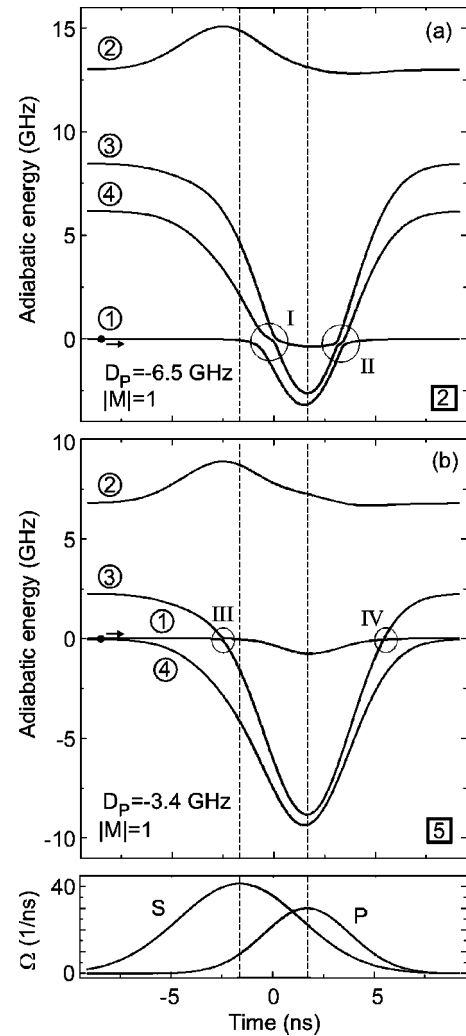 (a)
15
②
10
③
④
5
①
I
0
II
D_P=-6.5 GHz
|M|=1
2
Adiabatic energy (GHz)
(b)
10
②
5
③
①
III
IV
0
④
-5
D_P=-3.4 GHz
|M|=1
5
-10
Adiabatic energy (GHz)
40
S
P
0
Ω (1/ns)
-5
0
5
Time (ns)